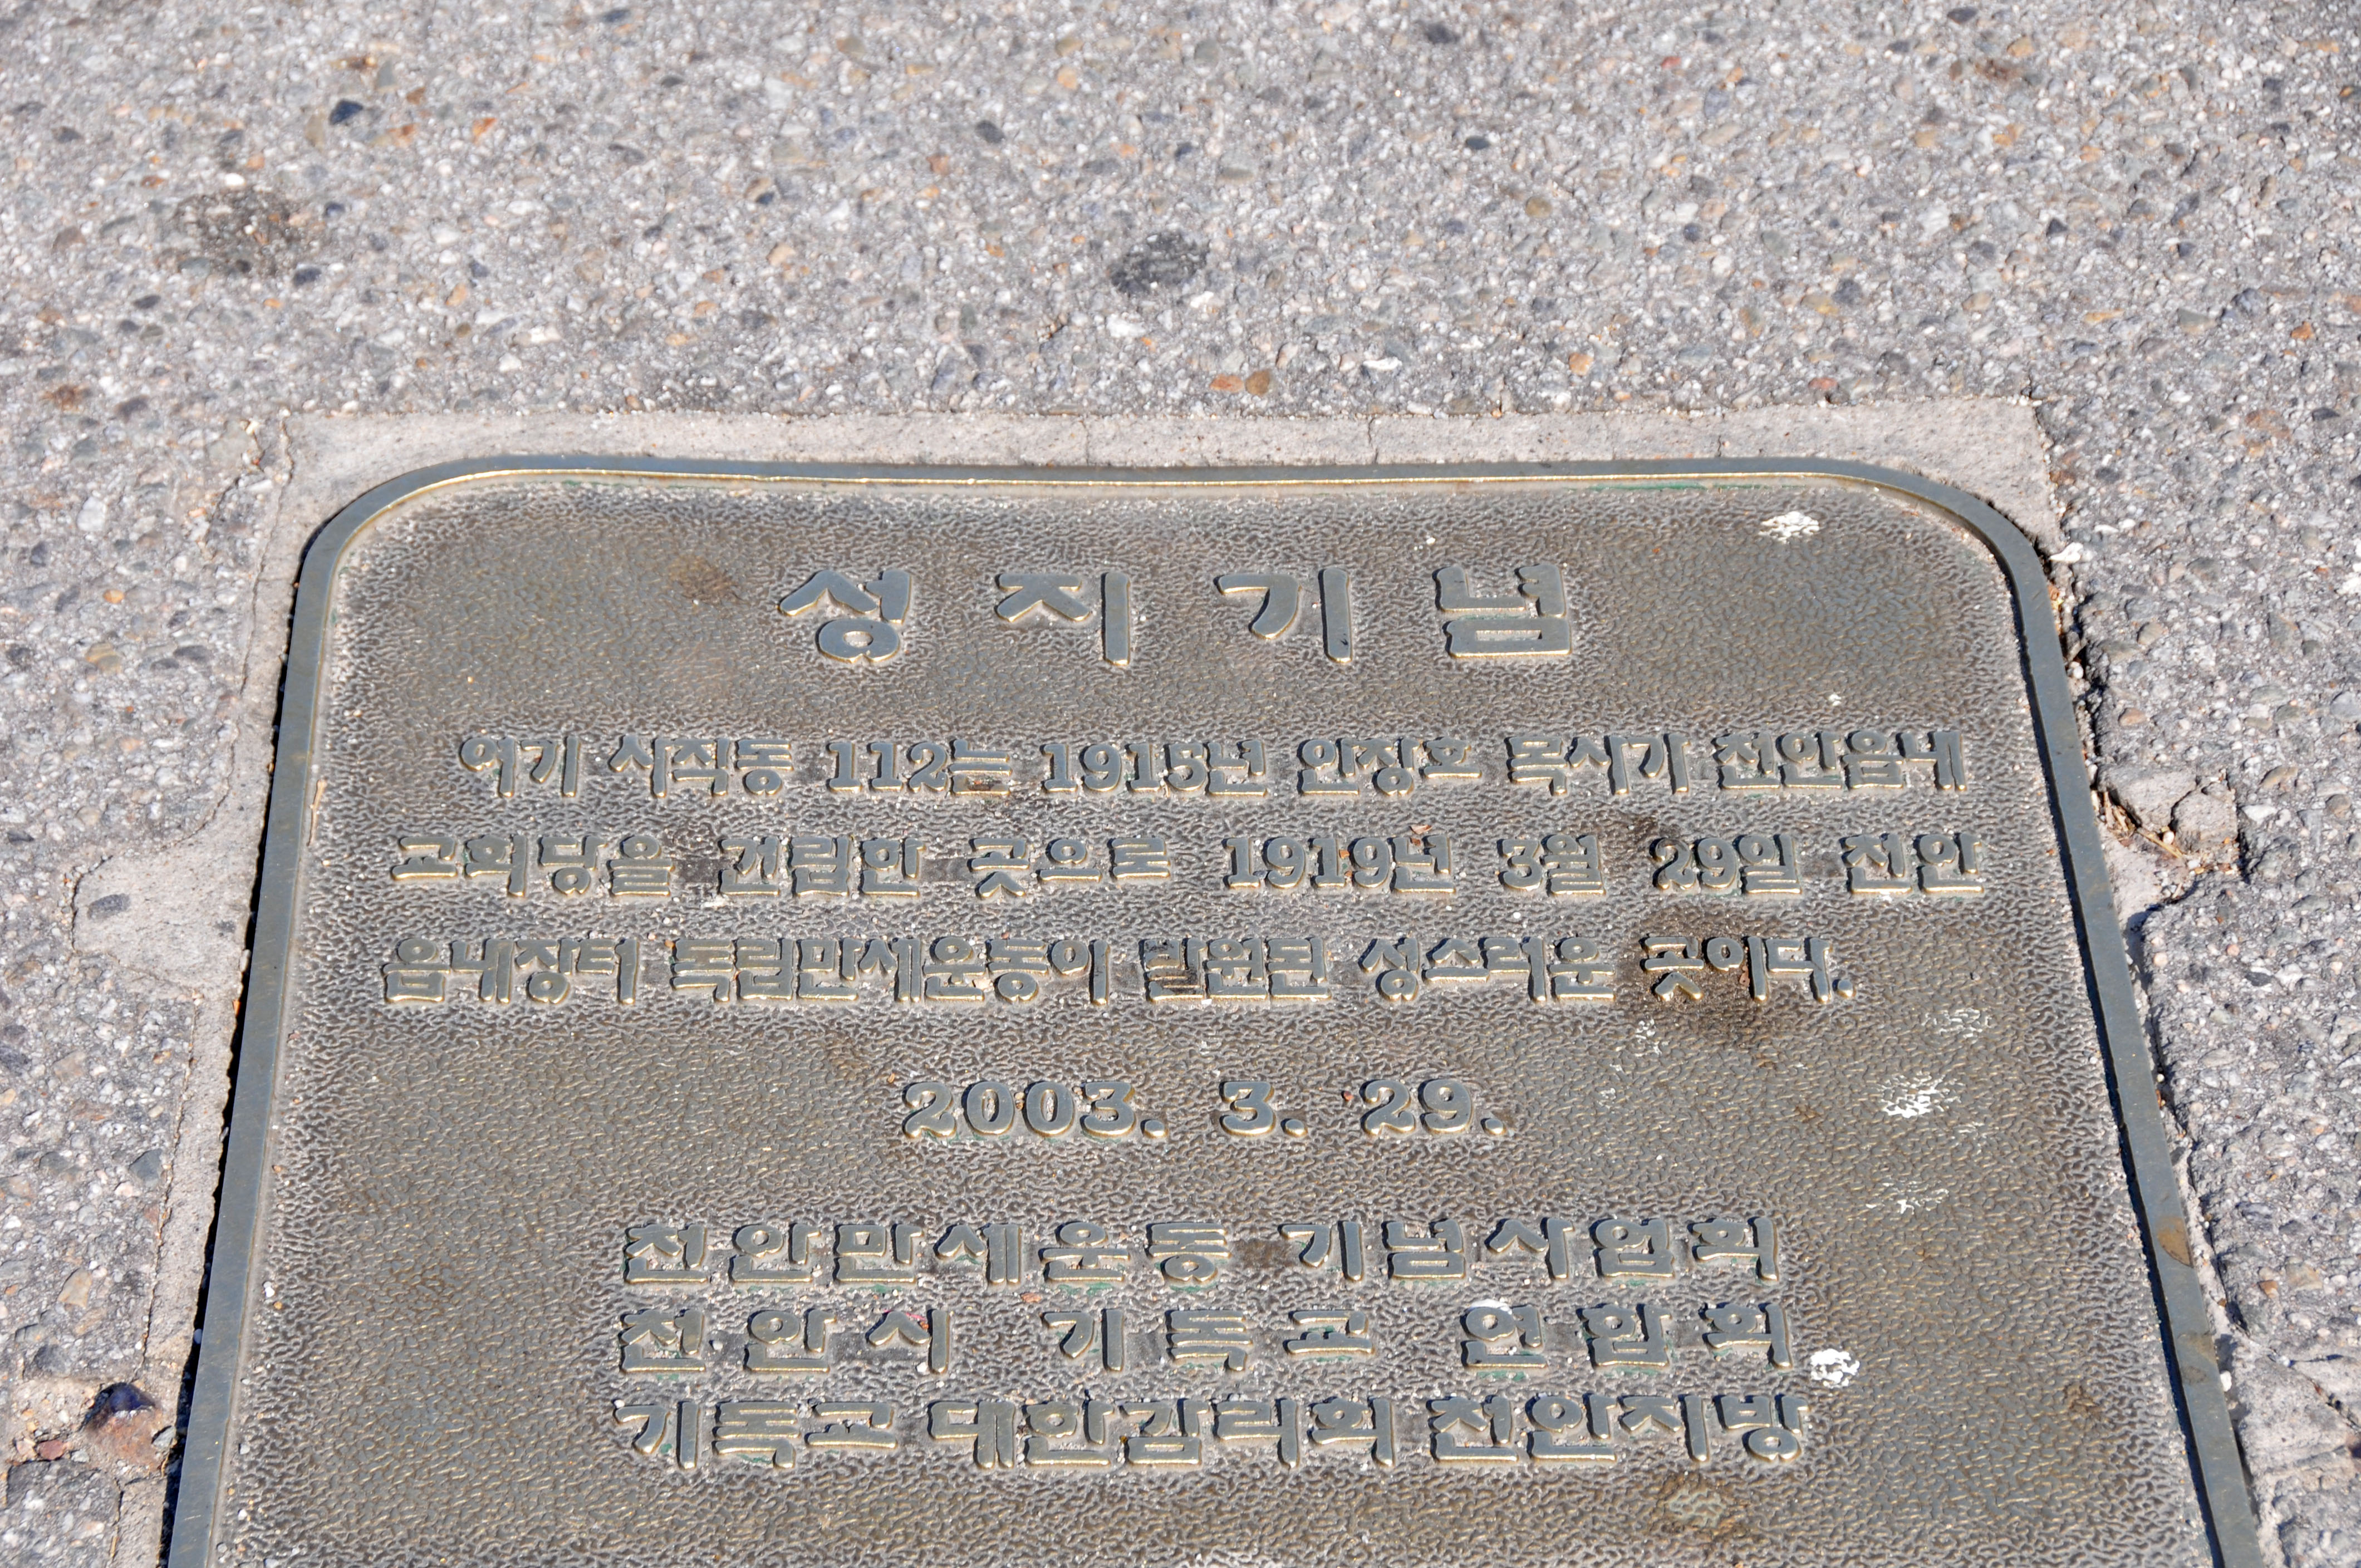 성지기념
여기 사직동 112는 1915년 안장호 목사가 천안읍내
교회당을 건립한 곳으로 1919년 3월 29일 천안
읍내장터 독립만세운동이 발원된 성스러운 곳이다.
2003. 3. 29.
천안만세운동 기념사업회
천안시 기독교 연합회
기독교 대한감리회 천안지방